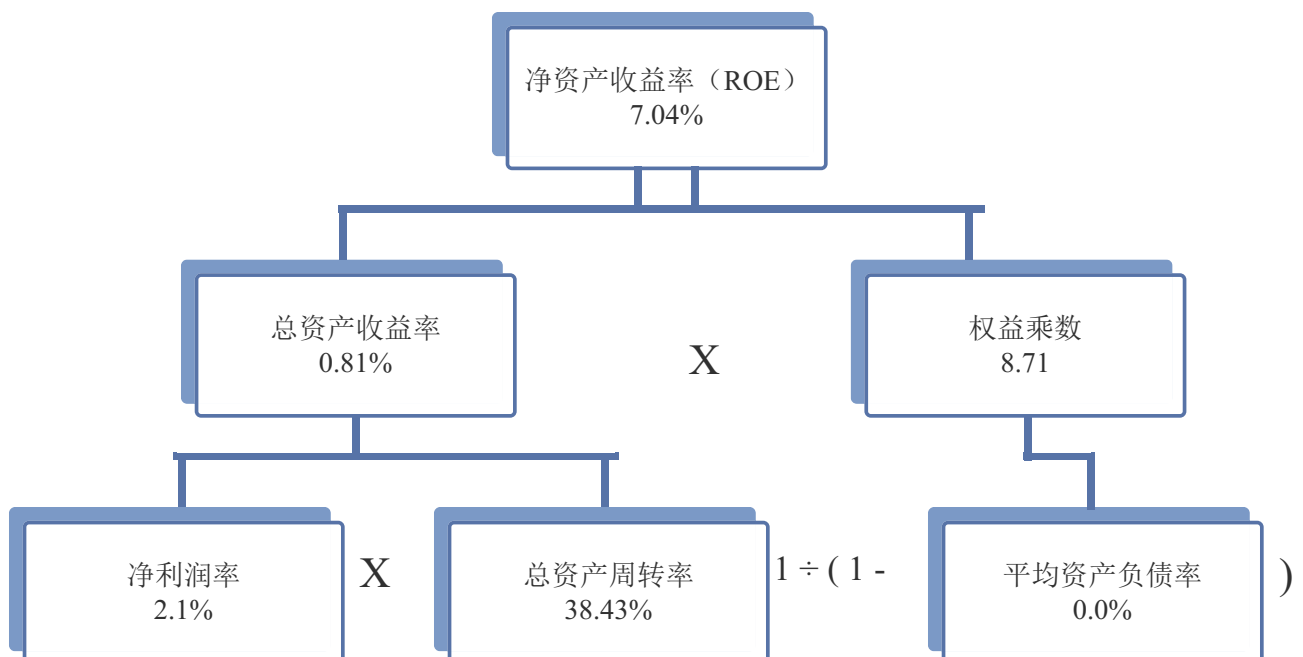 净资产收益率（ROE）
7.04%
总资产收益率
0.81%
X
权益乘数
8.71
净利润率
2.1%
X
总资产周转率
38.43%
1 ÷ ( 1 -
平均资产负债率
0.0%
)